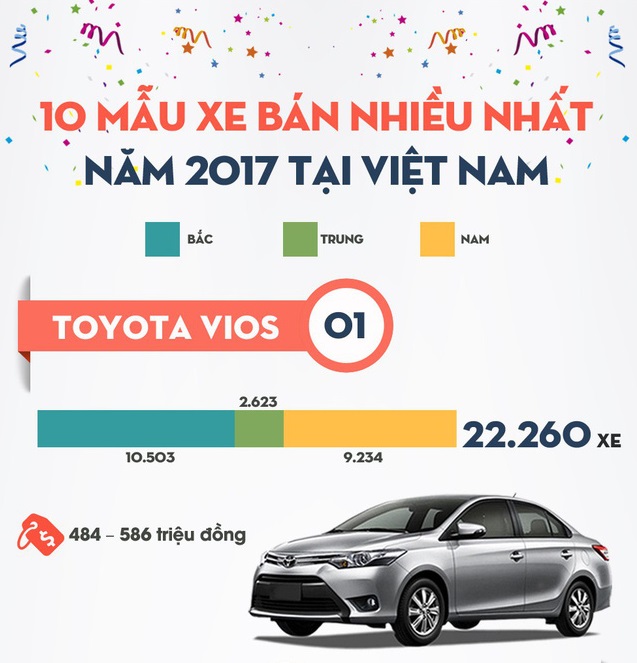 10 MẪU XE BÁN NHIỀU NHẤT
NĂM 2017 TẠI VIỆT NAM
BẮC TRUNG NAM
TOYOTA VIOS 01
2.623
22.260 XE
10.503 9.234
484 – 586 triệu đồng